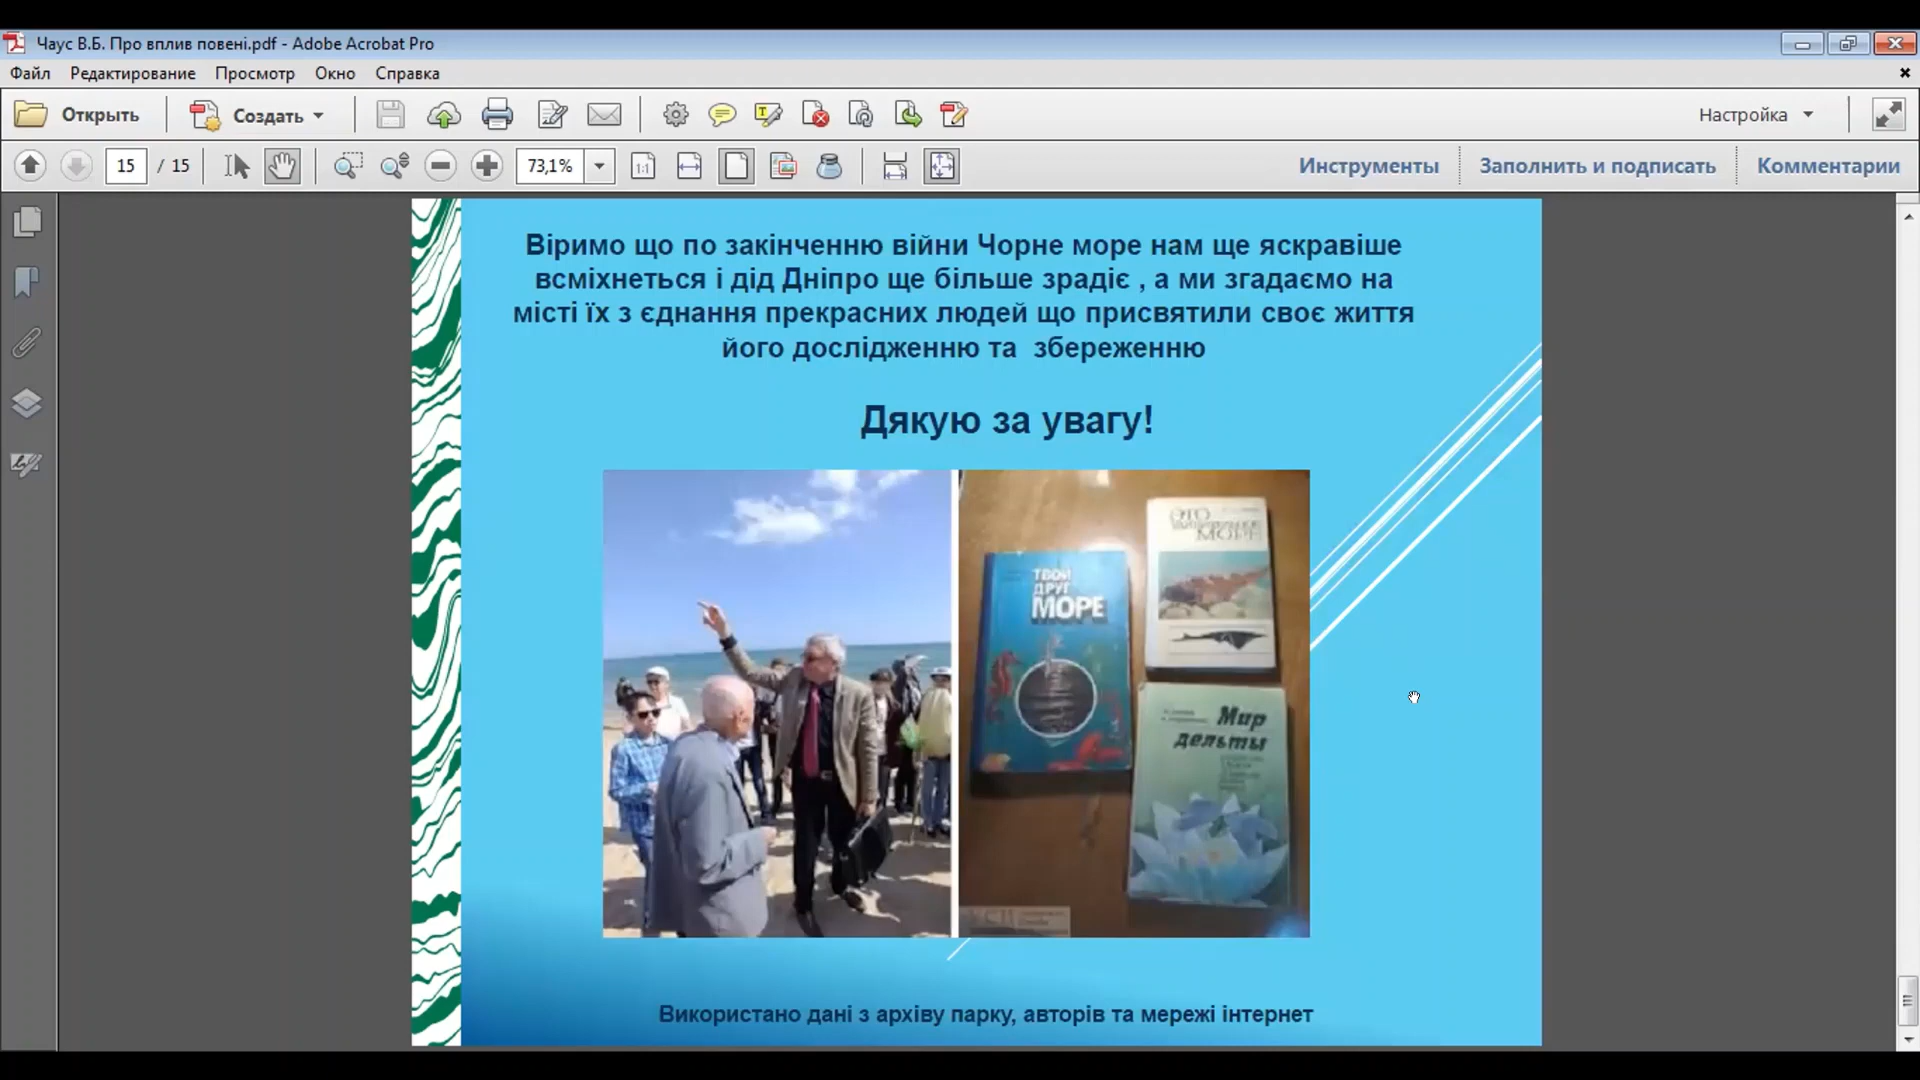 Чаус В.Б. Про вплив повені.pdf - Adobe Acrobat Pro
Файл Редактирование Просмотр Окно Справка
Открыть Создать Настройка
15 / 15 73,1% Инструменты Заполнить и подписать Комментарии
Віримо що по закінченню війни Чорне море нам ще яскравіше
всміхнеться і дід Дніпро ще більше зрадіє , а ми згадаємо на
місті їх з єднання прекрасних людей що присвятили своє життя
його дослідженню та збереженню
Дякую за увагу!
ЭТО
МОРЕ
ТВОЙ
ДРУГ
МОРЕ
Мир
дельты
Використано дані з архіву парку, авторів та мережі інтернет